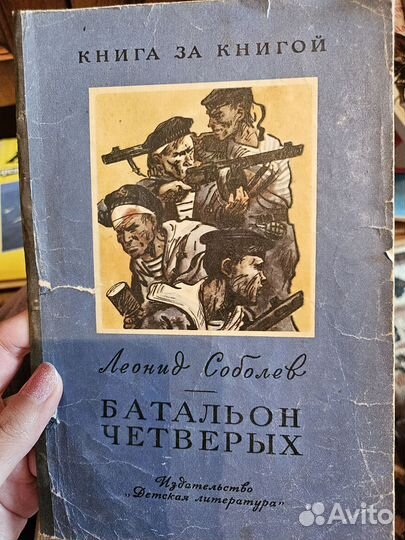 КНИГА ЗА КНИГОЙ
Леонид Соболев
БАТАЛЬОН
ЧЕТВЕРЫХ
Издательство
„Детская литература"
Avito